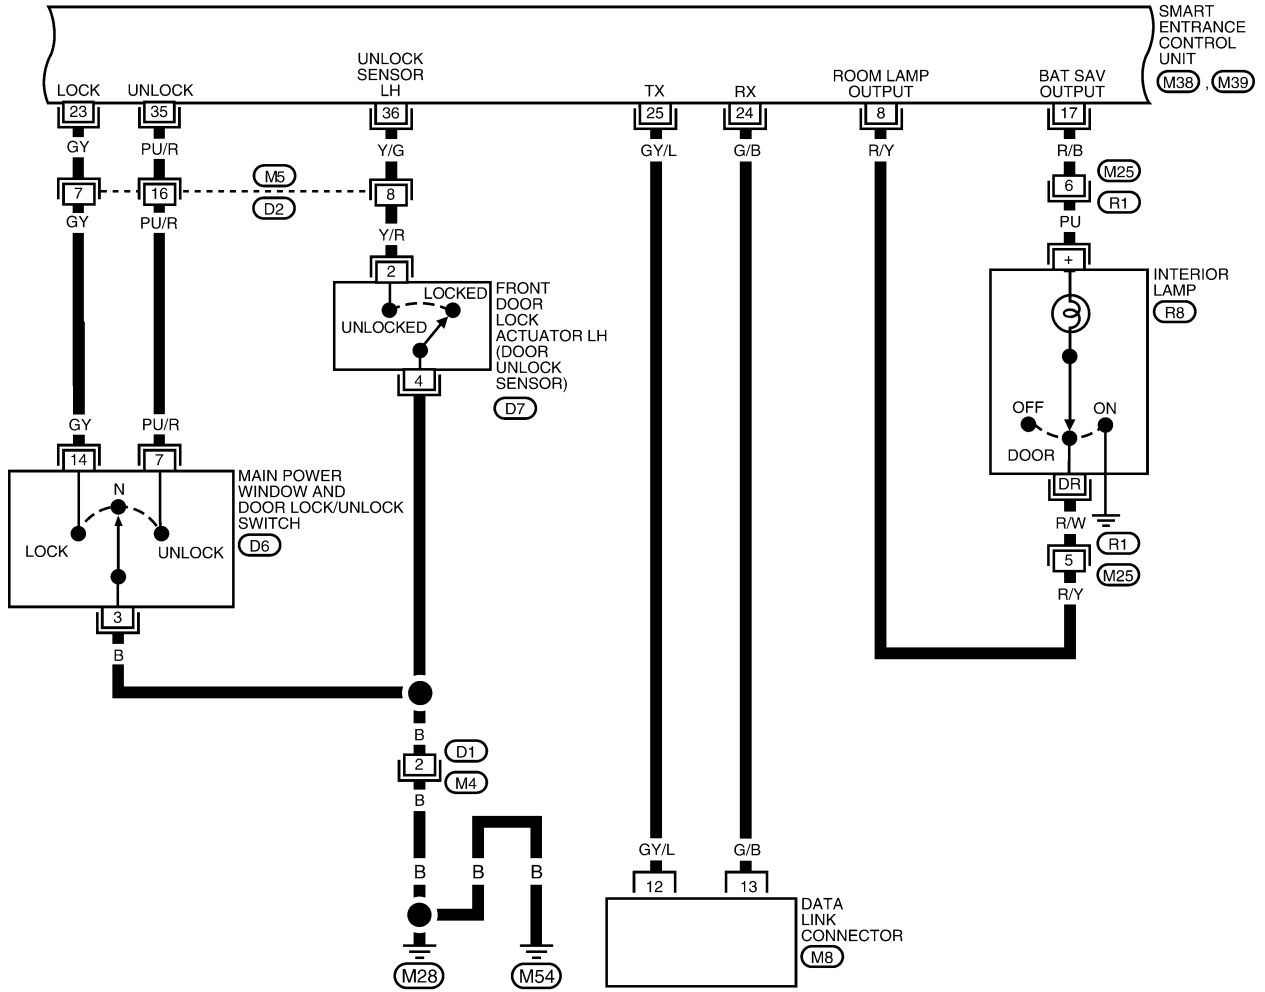 SMART
ENTRANCE
CONTROL
UNIT
M38 , M39
LOCK
UNLOCK
UNLOCK
SENSOR
LH
TX
RX
ROOM LAMP
OUTPUT
BAT SAV
OUTPUT
23
35
36
25
24
8
17
GY
PU/R
Y/G
GY/L
G/B
R/Y
R/B
7
16
M5
D2
8
6
M25
R1
GY
PU/R
Y/R
PU
2
+
LOCKED
UNLOCKED
4
FRONT
DOOR
LOCK
ACTUATOR LH
(DOOR
UNLOCK
SENSOR)
D7
INTERIOR
LAMP
R8
OFF
ON
DOOR
DR
R/W
5
R1
M25
R/Y
GY
PU/R
14
7
N
LOCK
UNLOCK
3
MAIN POWER
WINDOW AND
DOOR LOCK/UNLOCK
SWITCH
D6
B
B
2
D1
M4
B
B
B
B
M28
M54
GY/L
G/B
12
13
DATA
LINK
CONNECTOR
M8